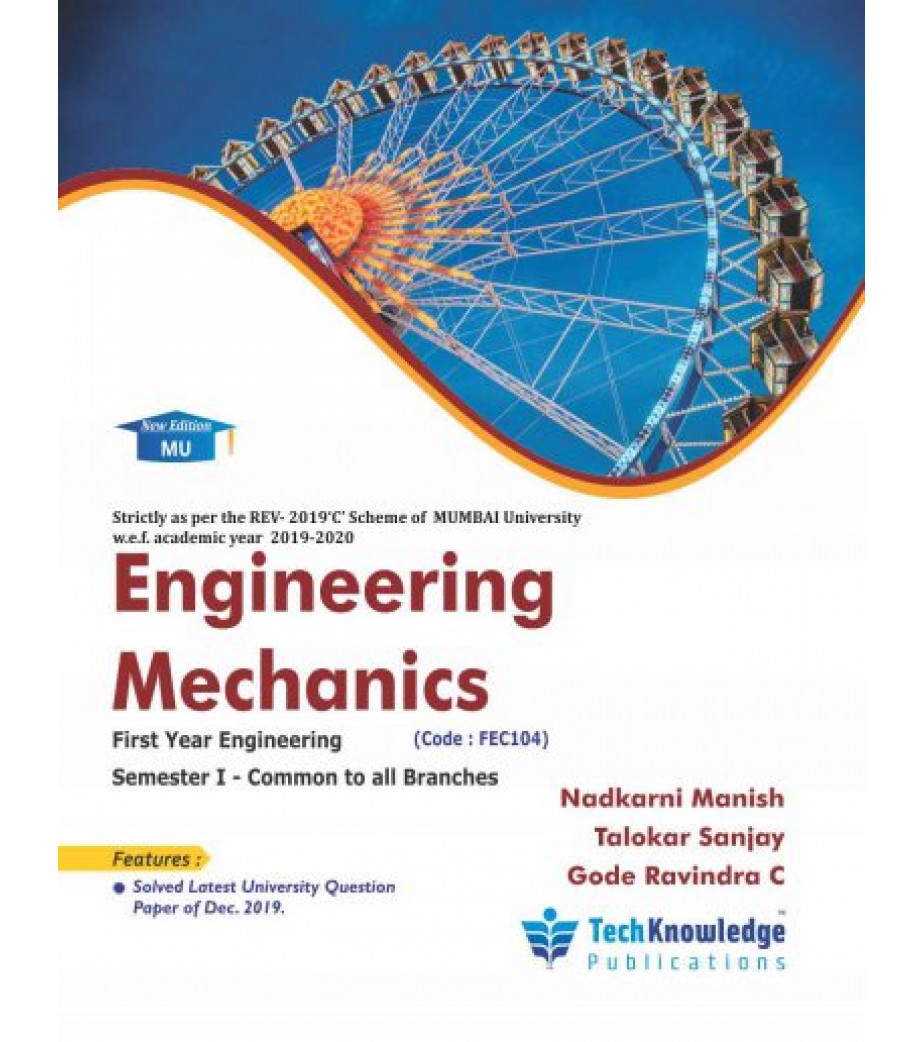 New Edition
MU
Strictly as per the REV- 2019'C' Scheme of MUMBAI University
w.e.f. academic year 2019-2020
Engineering
Mechanics
First Year Engineering (Code : FEC104)
Semester I - Common to all Branches
Nadkarni Manish
Talokar Sanjay
Gode Ravindra C
Features :
Solved Latest University Question
Paper of Dec. 2019.
TechKnowledge™
Publications